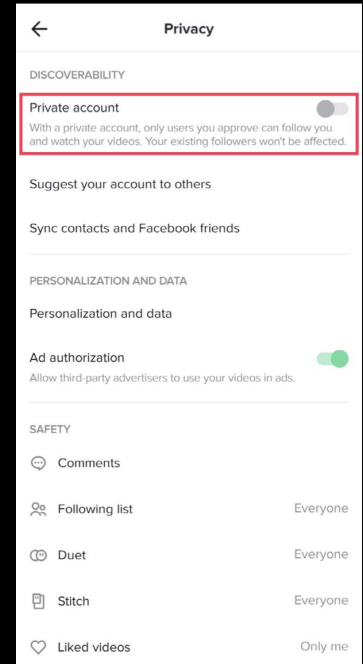 Privacy
DISCOVERABILITY
Private account
With a private account, only users you approve can follow you
and watch your videos. Your existing followers won't be affected.
Suggest your account to others
Sync contacts and Facebook friends
PERSONALIZATION AND DATA
Personalization and data
Ad authorization
Allow third-party advertisers to use your videos in ads.
SAFETY
Comments
Following list Everyone
Duet Everyone
Stitch Everyone
Liked videos Only me